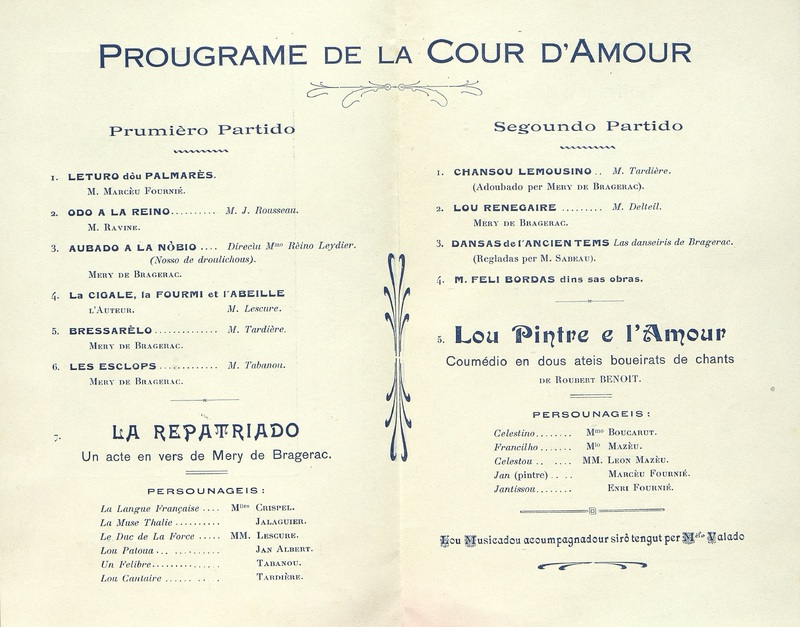 PROUGRAME DE LA COUR D'AMOUR
Prumièro Partido
1. LETURO dóu PALMARÈS.
M. MARCÈU FOURNIÉ.
2. ODO A LA REINO.......... M. J. Rousseau.
M. RAVINE.
3. AUBADO A LA NÒBIO .... Direciu Mme Rèino Leydier.
(Nosso de droulichous).
MERY DE BRAGERAC.
4. La CIGALE, la FOURMI et l'ABEILLE
L'AUTEUR. M. Lescure.
5. BRESSARÈLO.............. M. Tardière.
MERY DE BRAGERAC.
6. LES ESCLOPS ............. M. Tabanou.
MERY DE BRAGERAC.
7. LA REPATRIADO
Un acte en vers de Mery de Bragerac.
PERSOUNAGEIS :
La Langue Française .... Mlles CRISPEL.
La Muse Thalie .......... JALAGUIER.
Le Duc de La Force ..... MM. LESCURE.
Lou Patoua ... .......... JAN ALBERT.
Un Felibre............... TABANOU.
Lou Cantaire ...... .. . TARDIÈRE.
Segoundo Partido
1. CHANSOU LEMOUSINO .. M. Tardière.
(Adoubado per MERY DE BRAGERAC).
2. LOU RENEGAIRE ......... M. Delteil.
MERY DE BRAGERAC.
3. DANSAS de l'ANCIEN TEMS Las danseiris de Bragerac.
(Regladas per M. SABEAU).
4. M. FELI BORDAS dins sas obras.
5. Lou Pintre e l'Amour
Coumédio en dous ateis boueirats de chants
DE ROUBERT BENOIT.
PERSOUNAGEIS :
Celestino........ Mme BOUCARUT.
Francilho ........ Mlo MAZÈU.
Celestou .. .... MM. LEON MAZÈU.
Jan (pintre) .. .. MARCÈU FOURNIÉ.
Jantissou........ ENRI FOURNIÉ.
Lou Musicadou acoumpagnadour sirò tengut per Mèfe Valado